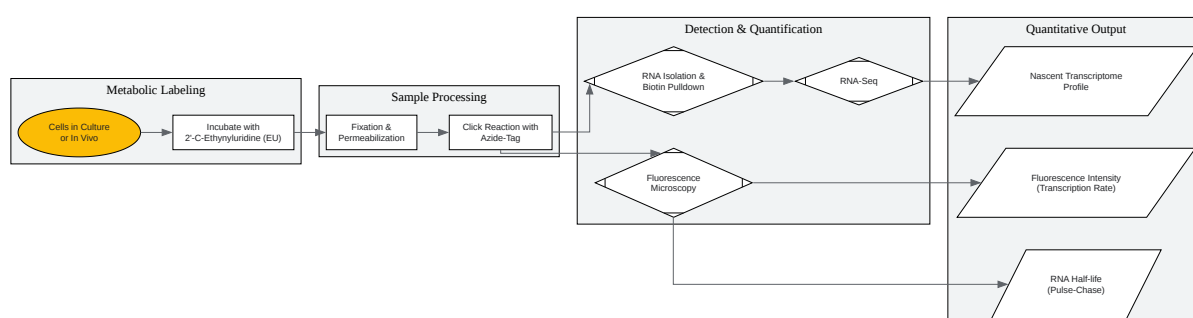 Metabolic Labeling
Cells in Culture
or In Vivo
Incubate with
2'-C-Ethynyluridine (EU)
Sample Processing
Fixation &
Permeabilization
Click Reaction with
Azide-Tag
Detection & Quantification
RNA Isolation &
Biotin Pulldown
RNA-Seq
Fluorescence
Microscopy
Quantitative Output
Nascent Transcriptome
Profile
Fluorescence Intensity
(Transcription Rate)
RNA Half-life
(Pulse-Chase)